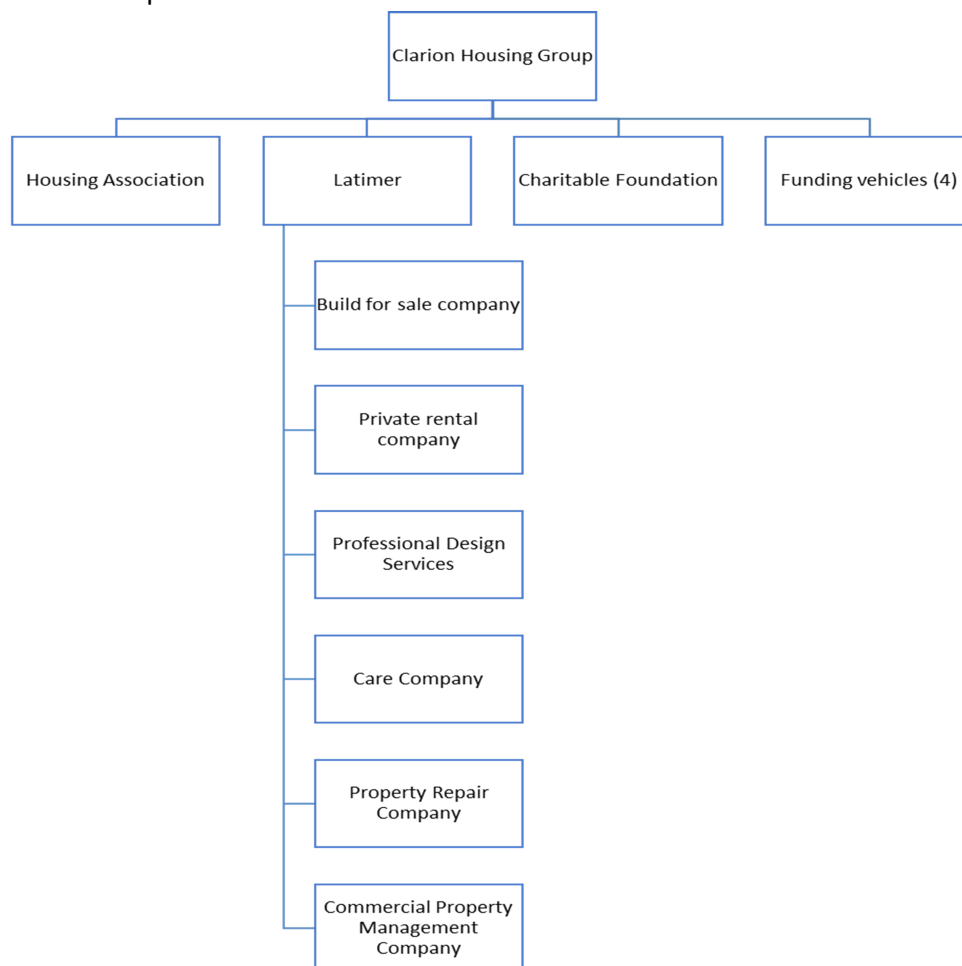 Clarion Housing Group
Housing Association
Latimer
Charitable Foundation
Funding vehicles (4)
Build for sale company
Private rental
company
Professional Design
Services
Care Company
Property Repair
Company
Commercial Property
Management
Company